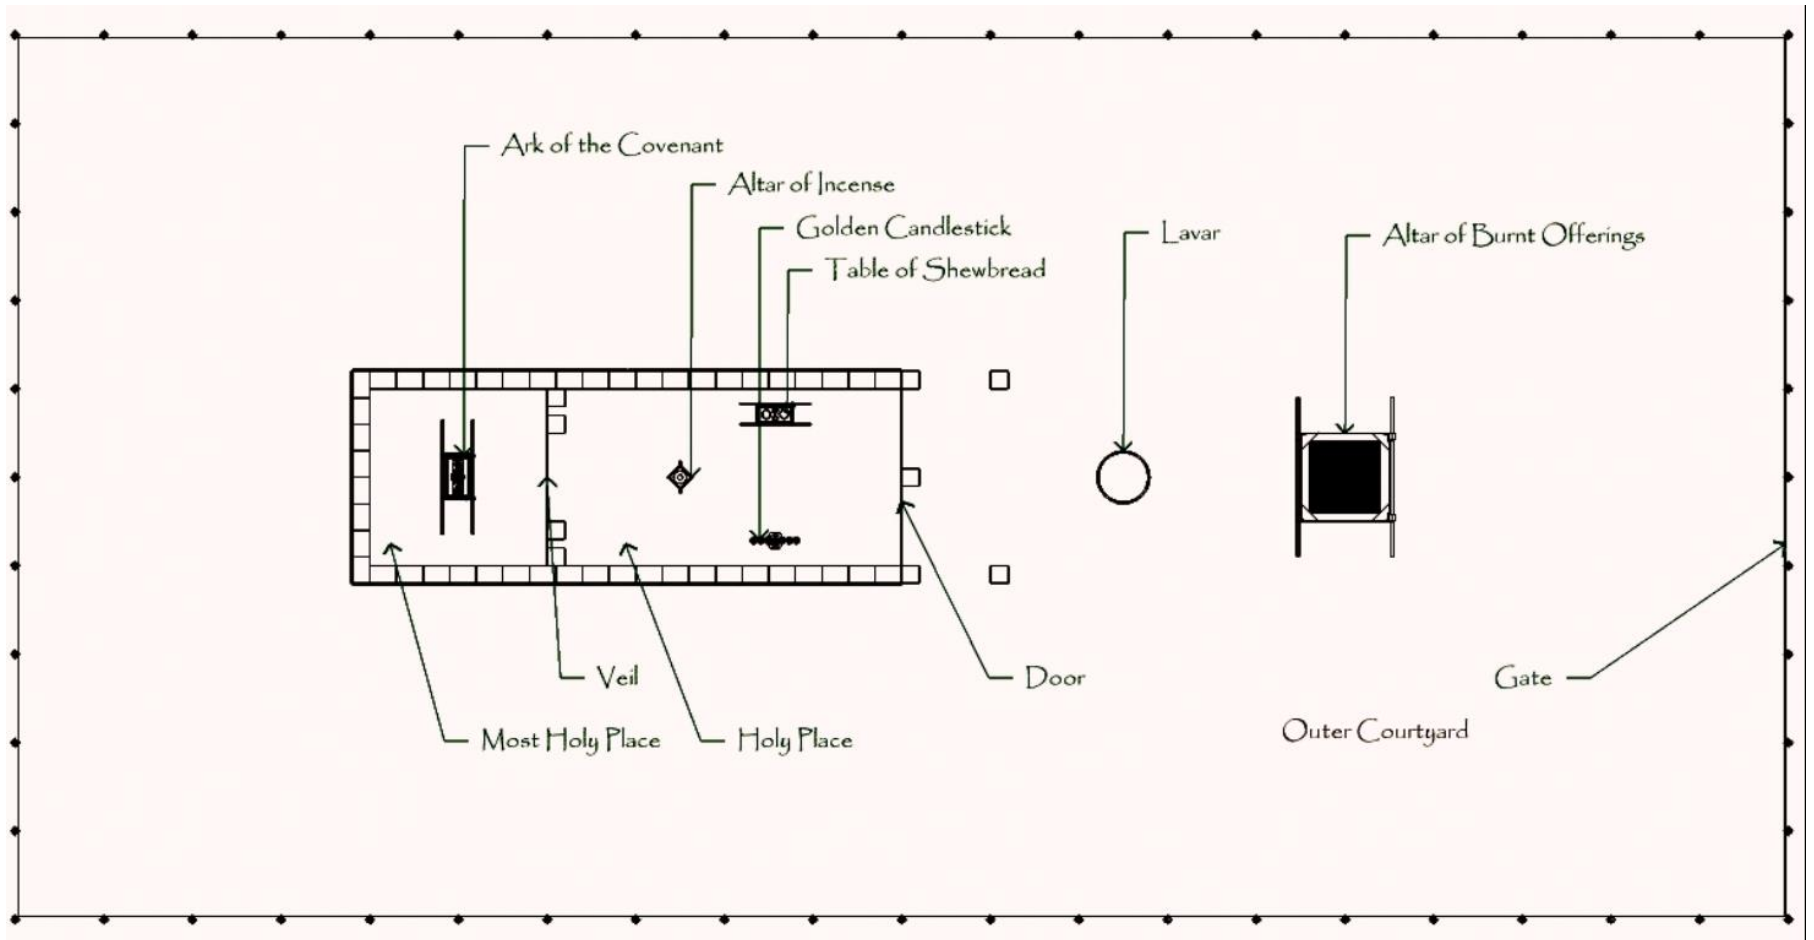 Ark of the Covenant
Altar of Incense
Golden Candlestick
Table of Shewbread
Lavar
Altar of Burnt Offerings
Veil
Door
Gate
Most Holy Place
Holy Place
Outer Courtyard